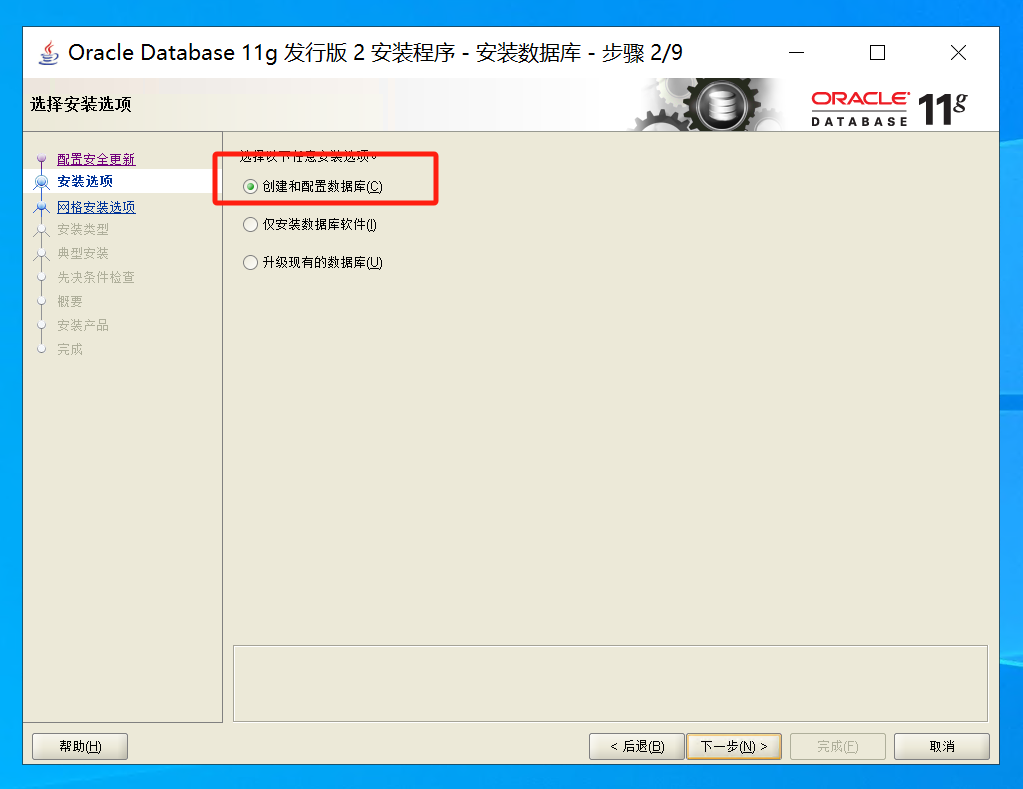 Oracle Database 11g 发行版 2 安装程序 - 安装数据库 - 步骤 2/9
选择安装选项
ORACLE
DATABASE 11g
配置安全更新
安装选项
网格安装选项
安装类型
典型安装
先决条件检查
概要
安装产品
完成
选择以下任意安装选项。
创建和配置数据库(C)
仅安装数据库软件(I)
升级现有的数据库(U)
帮助(H)
< 后退(B)
下一步(N) >
完成(F)
取消